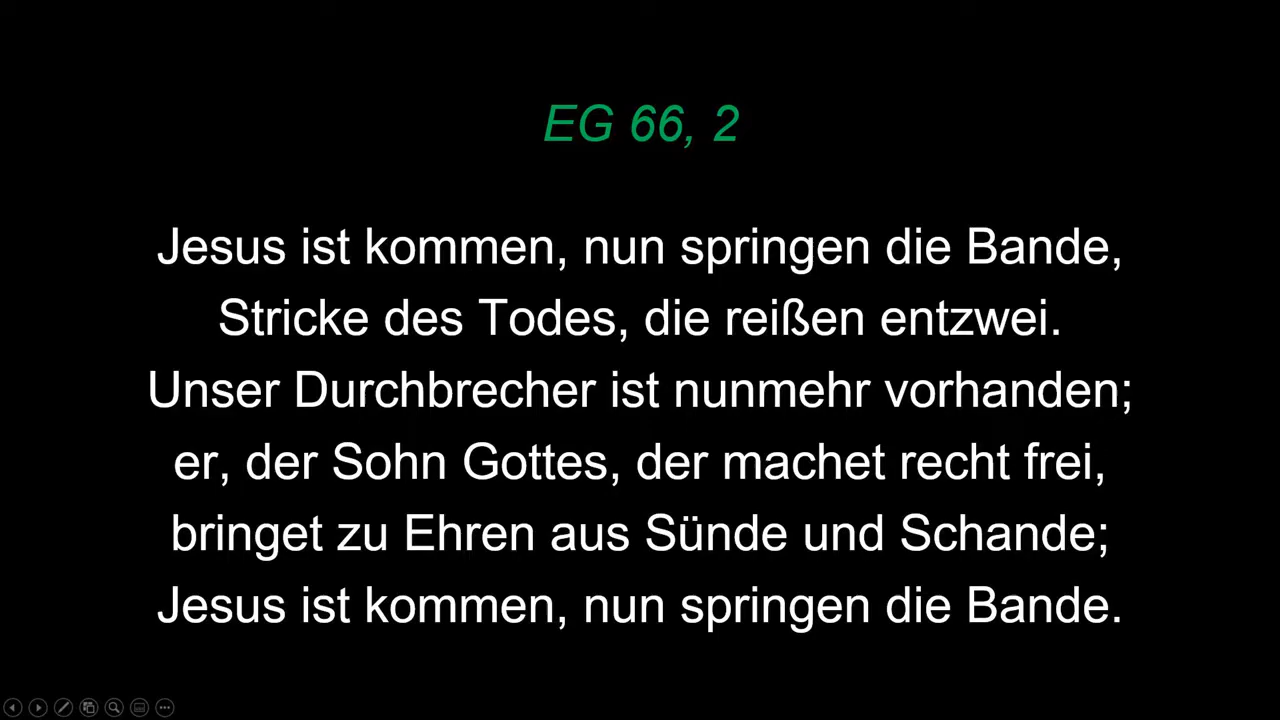 EG 66, 2
Jesus ist kommen, nun springen die Bande,
Stricke des Todes, die reißen entzwei.
Unser Durchbrecher ist nunmehr vorhanden;
er, der Sohn Gottes, der machet recht frei,
bringet zu Ehren aus Sünde und Schande;
Jesus ist kommen, nun springen die Bande.